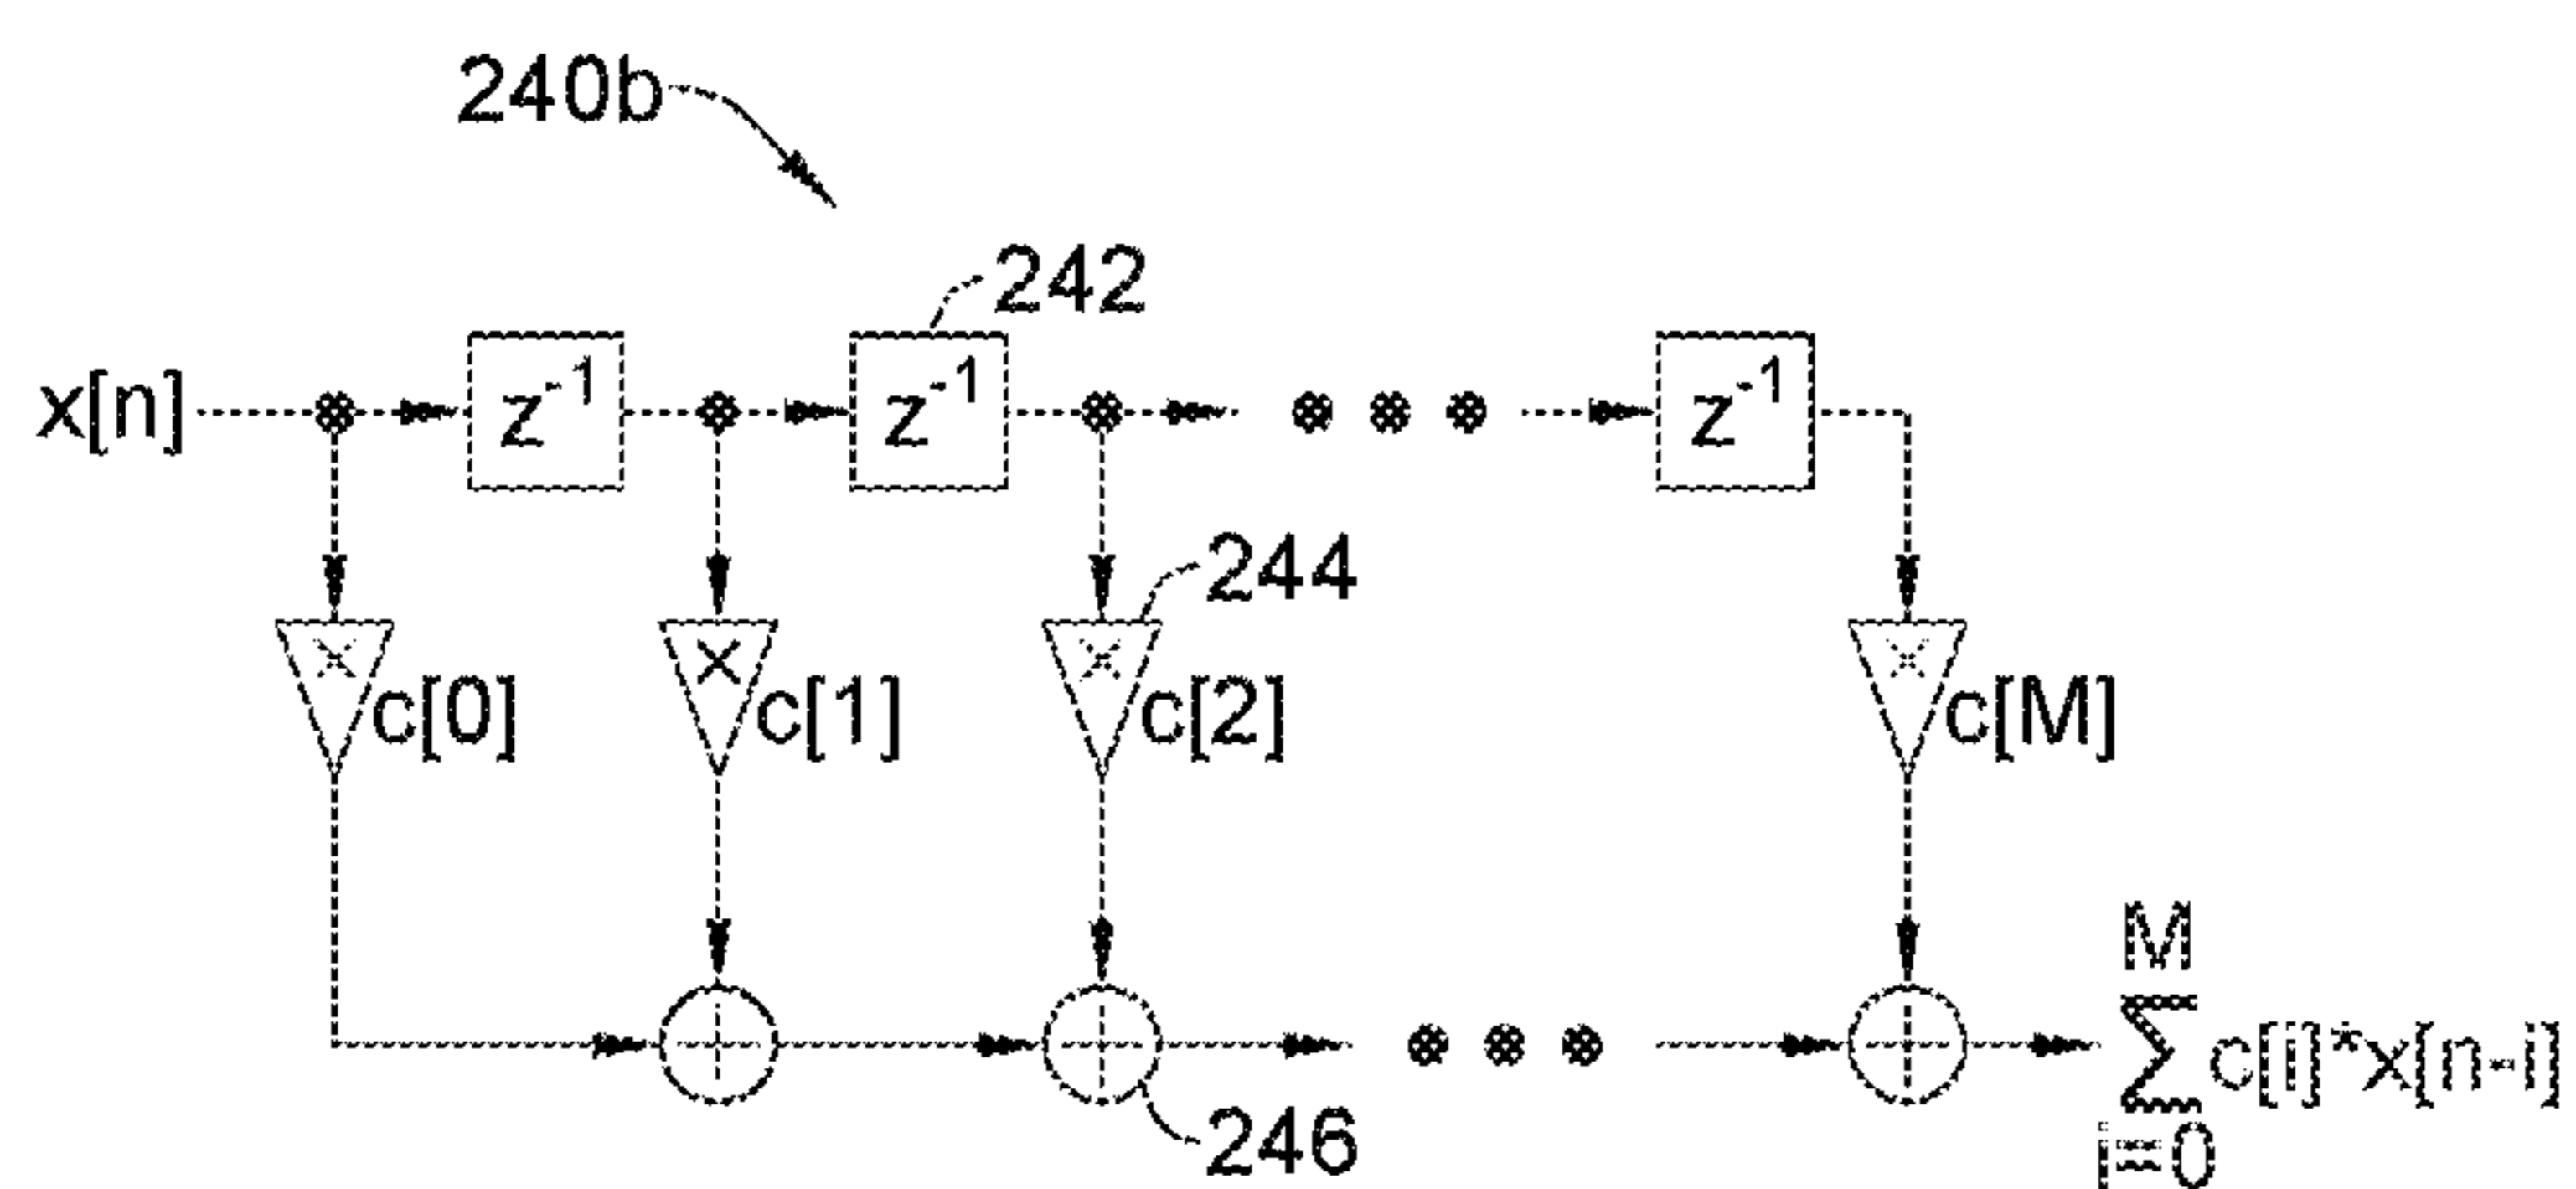 240b
242
x[n] z⁻¹ z⁻¹ z⁻¹
244
× × × ×
c[0] c[1] c[2] c[M]
M
+ + + ∑ c[i]*x[n-i]
i=0
246